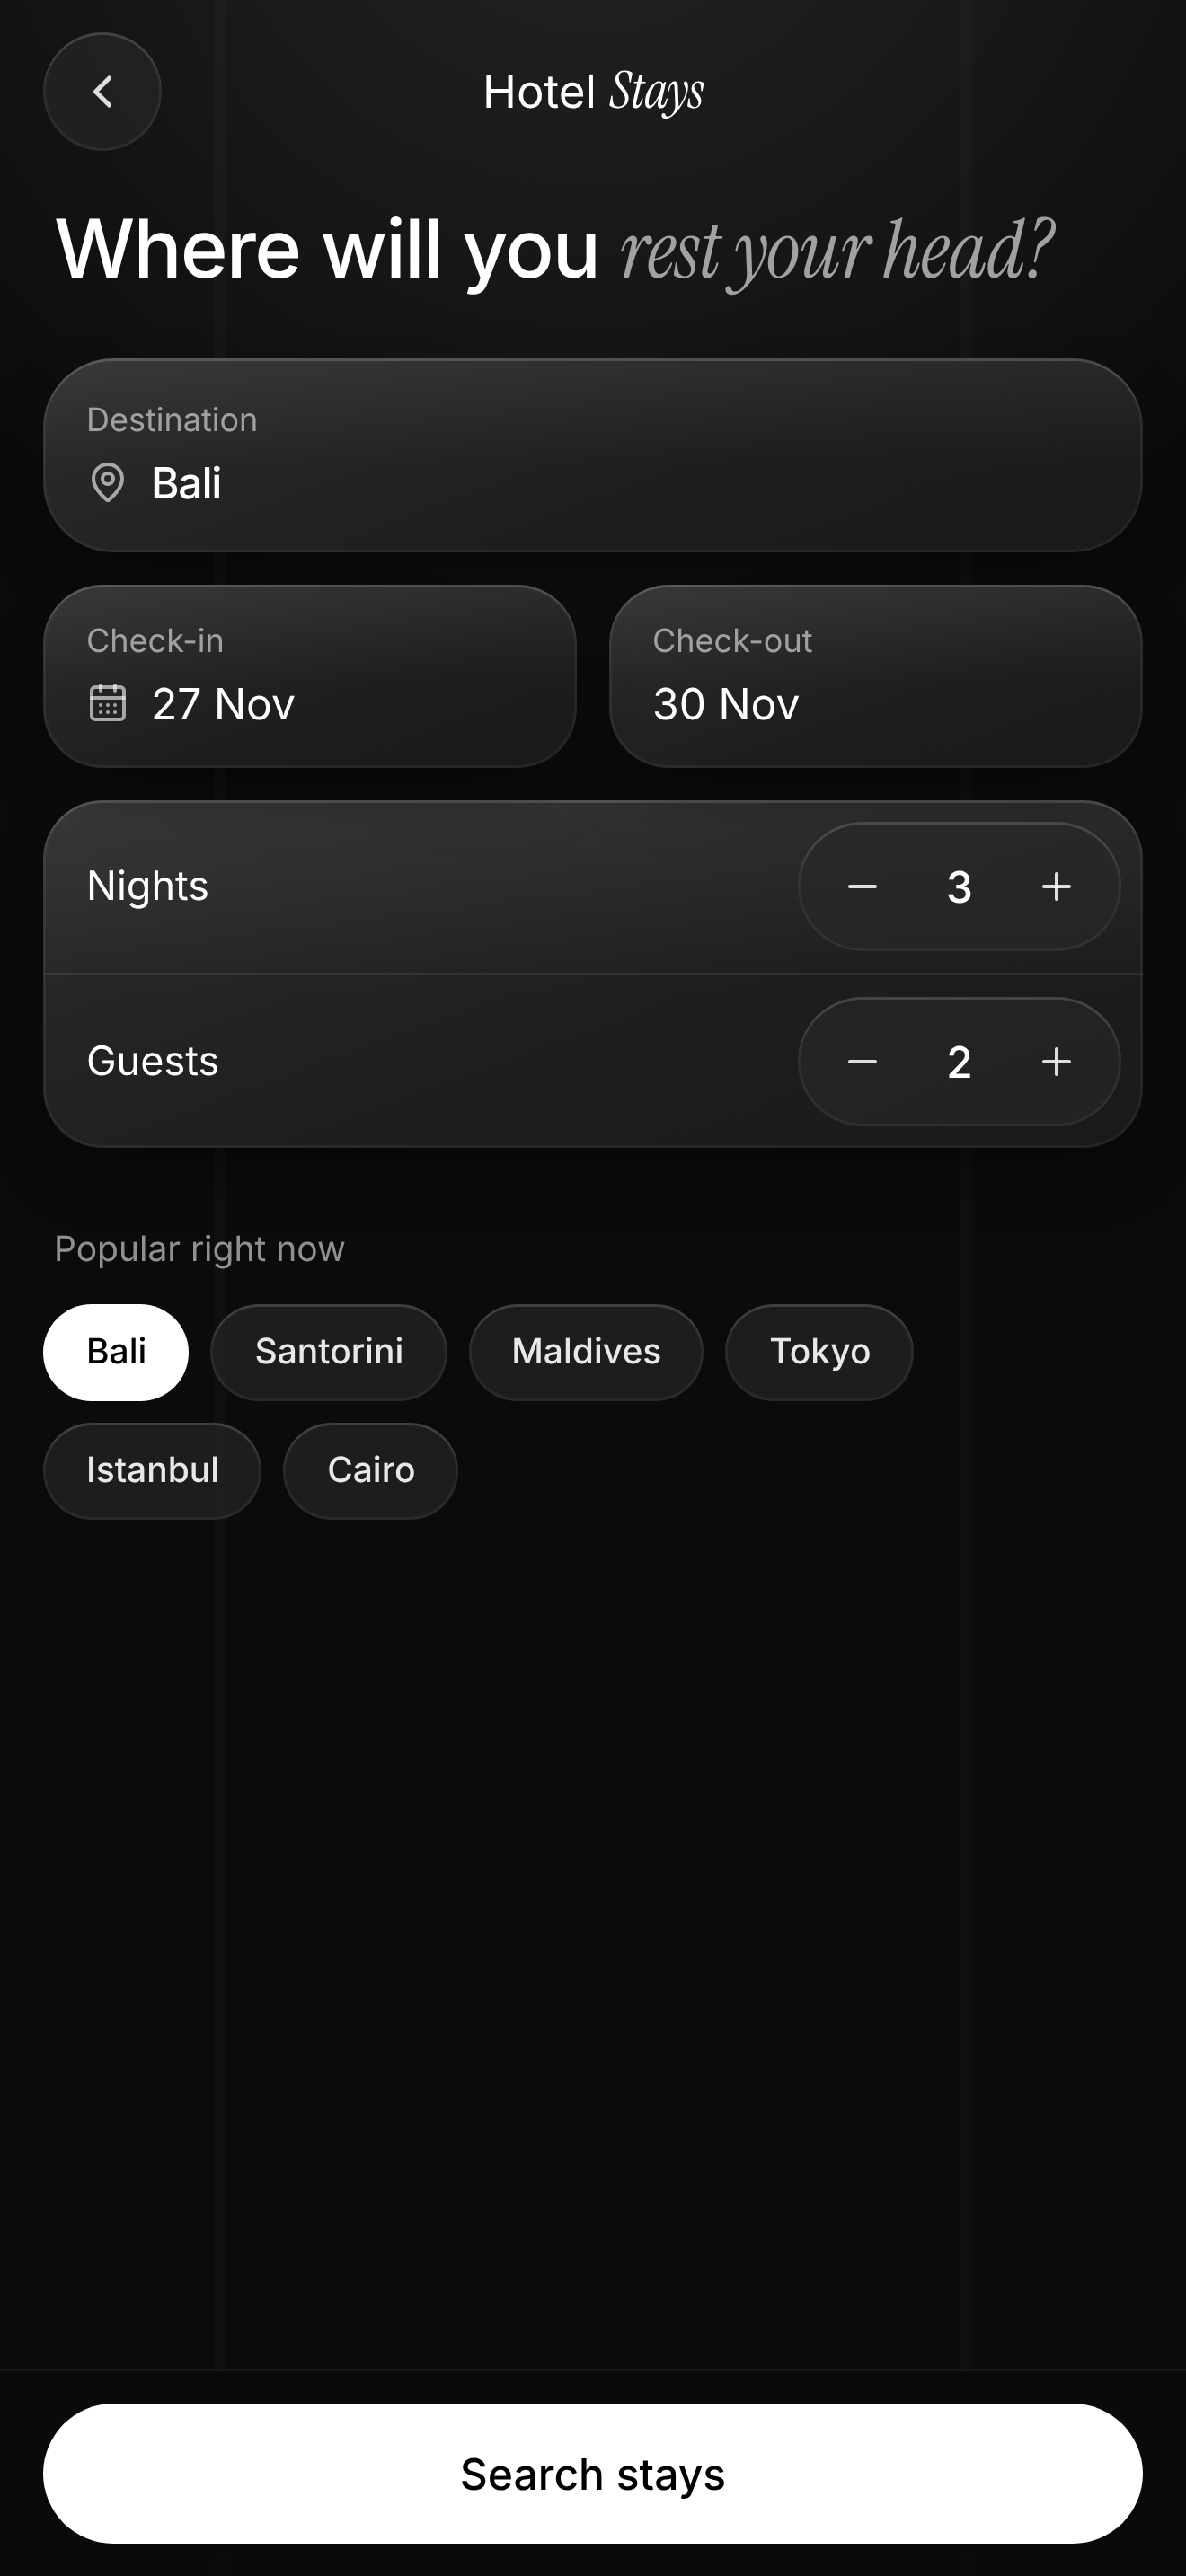 Hotel Stays
Where will you rest your head?
Destination
Bali
Check-in
27 Nov
Check-out
30 Nov
Nights
3
Guests
2
Popular right now
Bali
Santorini
Maldives
Tokyo
Istanbul
Cairo
Search stays